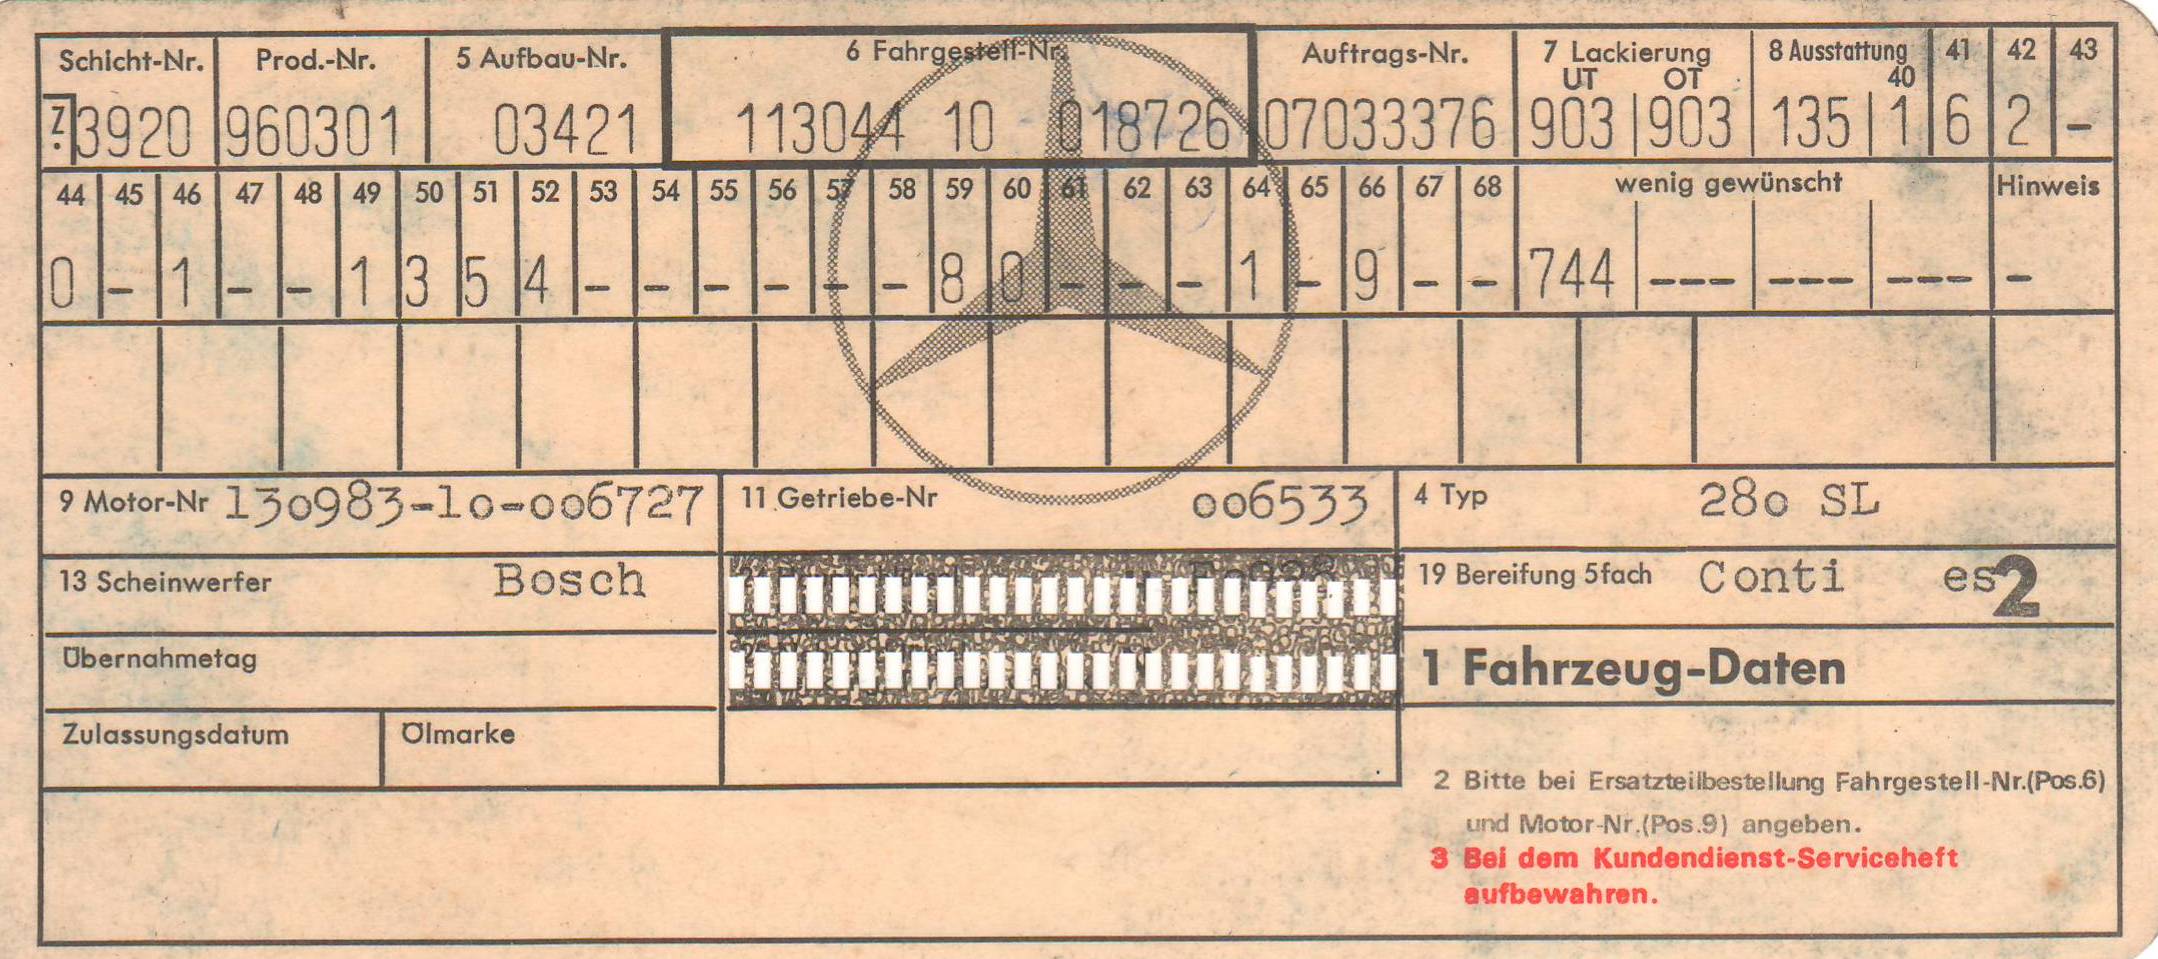 Schicht-Nr. Prod.-Nr. 5 Aufbau-Nr. 6 Fahrgestell-Nr. Auftrags-Nr. 7 Lackierung 8 Ausstattung 41 42 43
UT OT 40
Z. 3920 960301 03421 113044 10 018726 07033376 903 903 135 1 6 2 -
44 45 46 47 48 49 50 51 52 53 54 55 56 57 58 59 60 61 62 63 64 65 66 67 68 wenig gewünscht Hinweis
0 - 1 - - 1 3 5 4 - - - - - - 8 0 - - - 1 - 9 - - 744 --- --- --- -
9 Motor-Nr 130983-10-006727 11 Getriebe-Nr 006533 4 Typ 280 SL
13 Scheinwerfer Bosch 19 Bereifung 5fach Conti es 2
Übernahmetag 1 Fahrzeug-Daten
Zulassungsdatum Ölmarke
2 Bitte bei Ersatzteilbestellung Fahrgestell-Nr.(Pos.6)
und Motor-Nr.(Pos.9) angeben.
3 Bei dem Kundendienst-Serviceheft
aufbewahren.